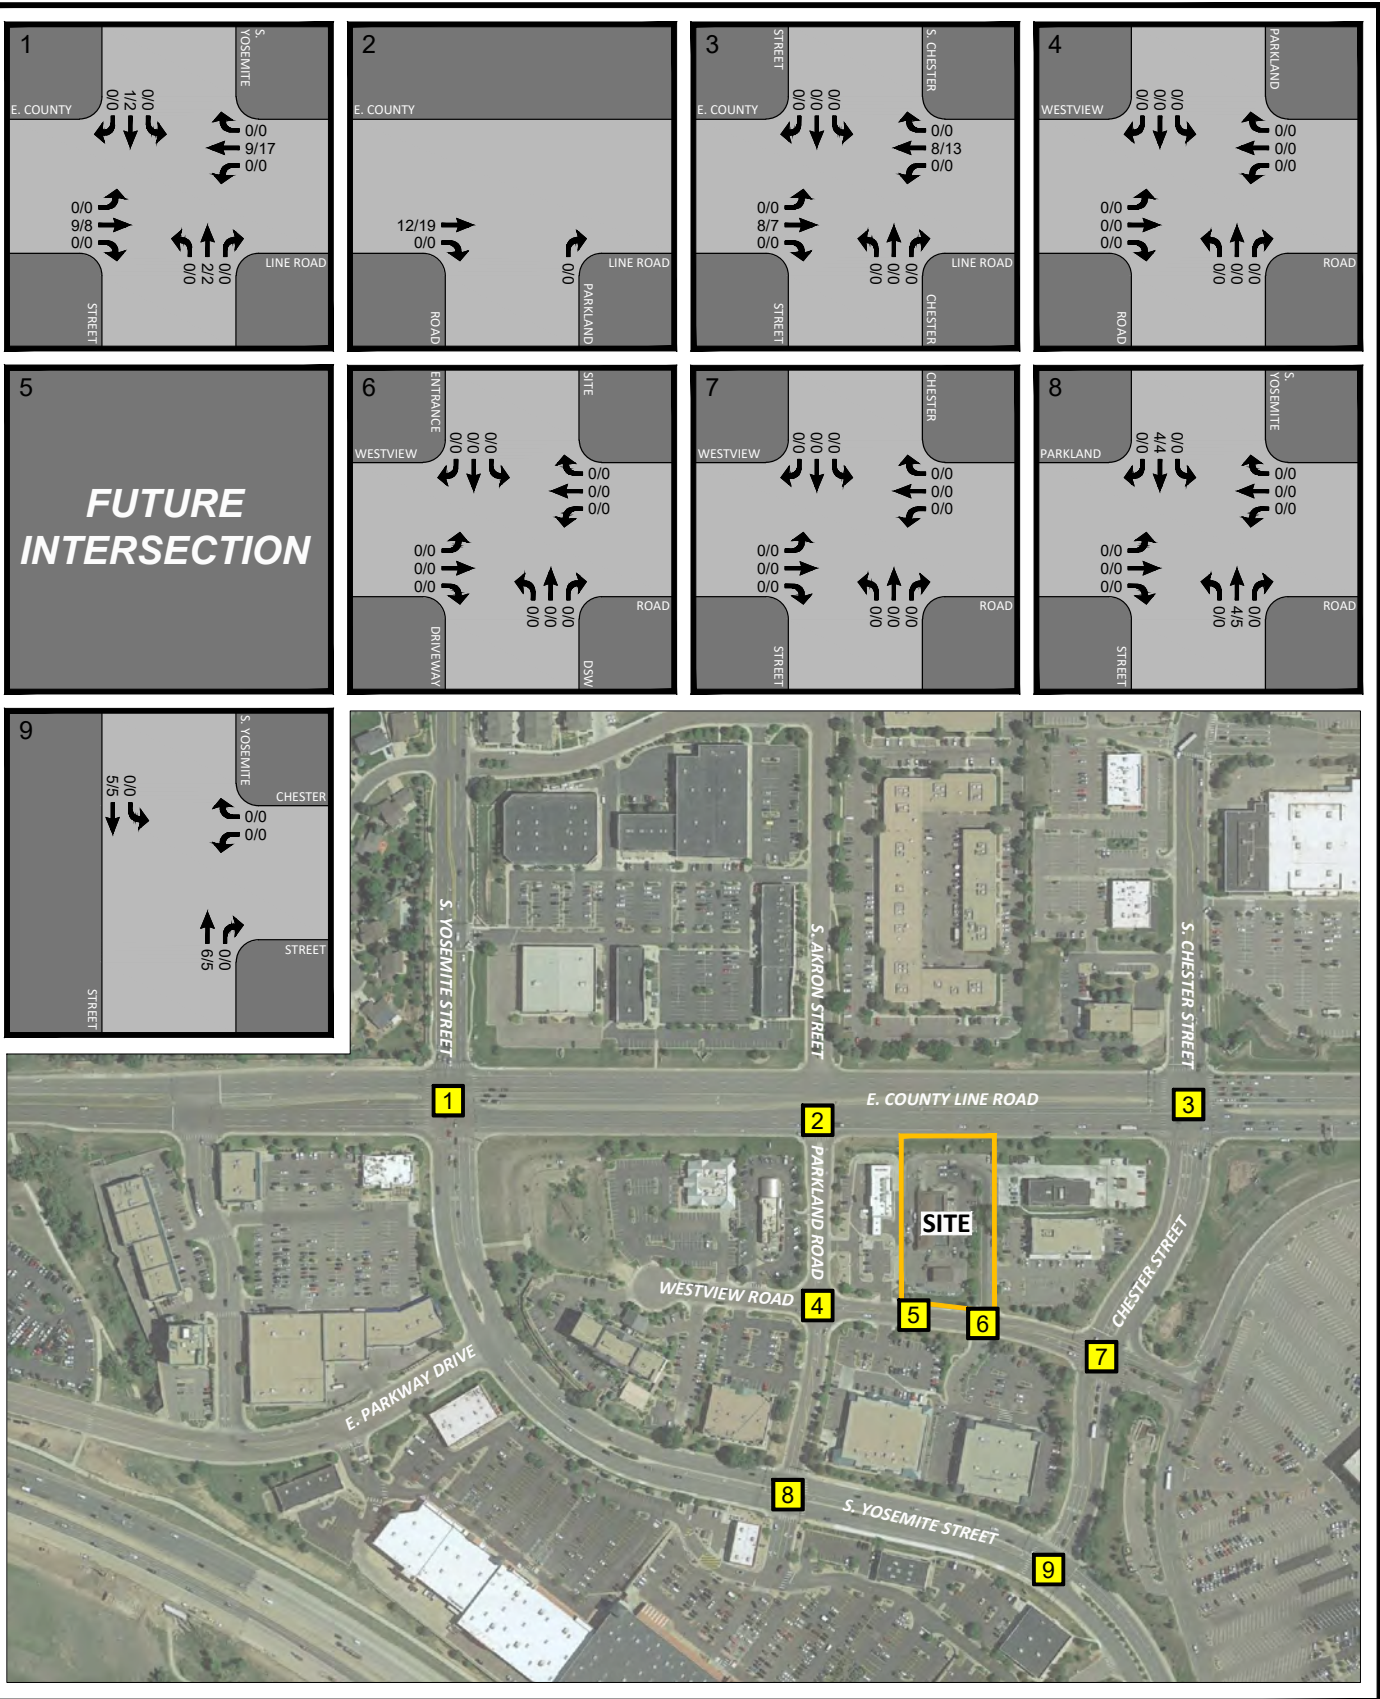 1
S.
YOSEMITE
E. COUNTY
0/0
1/2
0/0
0/0
9/17
0/0
0/0
9/8
0/0
0/0
2/2
0/0
LINE ROAD
STREET
2
E. COUNTY
12/19
0/0
0/0
LINE ROAD
ROAD
PARKLAND
3
STREET
S. CHESTER
E. COUNTY
0/0
0/0
0/0
0/0
8/13
0/0
0/0
8/7
0/0
0/0
0/0
0/0
LINE ROAD
STREET
CHESTER
4
PARKLAND
WESTVIEW
0/0
0/0
0/0
0/0
0/0
0/0
0/0
0/0
0/0
0/0
0/0
0/0
ROAD
ROAD
5
FUTURE
INTERSECTION
6
ENTRANCE
SITE
WESTVIEW
0/0
0/0
0/0
0/0
0/0
0/0
0/0
0/0
0/0
0/0
0/0
0/0
ROAD
DRIVEWAY
DSW
7
CHESTER
WESTVIEW
0/0
0/0
0/0
0/0
0/0
0/0
0/0
0/0
0/0
0/0
0/0
0/0
ROAD
STREET
8
S.
YOSEMITE
PARKLAND
0/0
4/4
0/0
0/0
0/0
0/0
0/0
0/0
0/0
0/0
4/5
0/0
ROAD
STREET
9
S. YOSEMITE
CHESTER
5/5
0/0
0/0
0/0
6/5
0/0
STREET
STREET
S. YOSEMITE STREET
S. AKRON STREET
S. CHESTER STREET
1
E. COUNTY LINE ROAD
2
3
PARKLAND ROAD
SITE
CHESTER STREET
WESTVIEW ROAD
4
5
6
7
E. PARKWAY DRIVE
8
S. YOSEMITE STREET
9